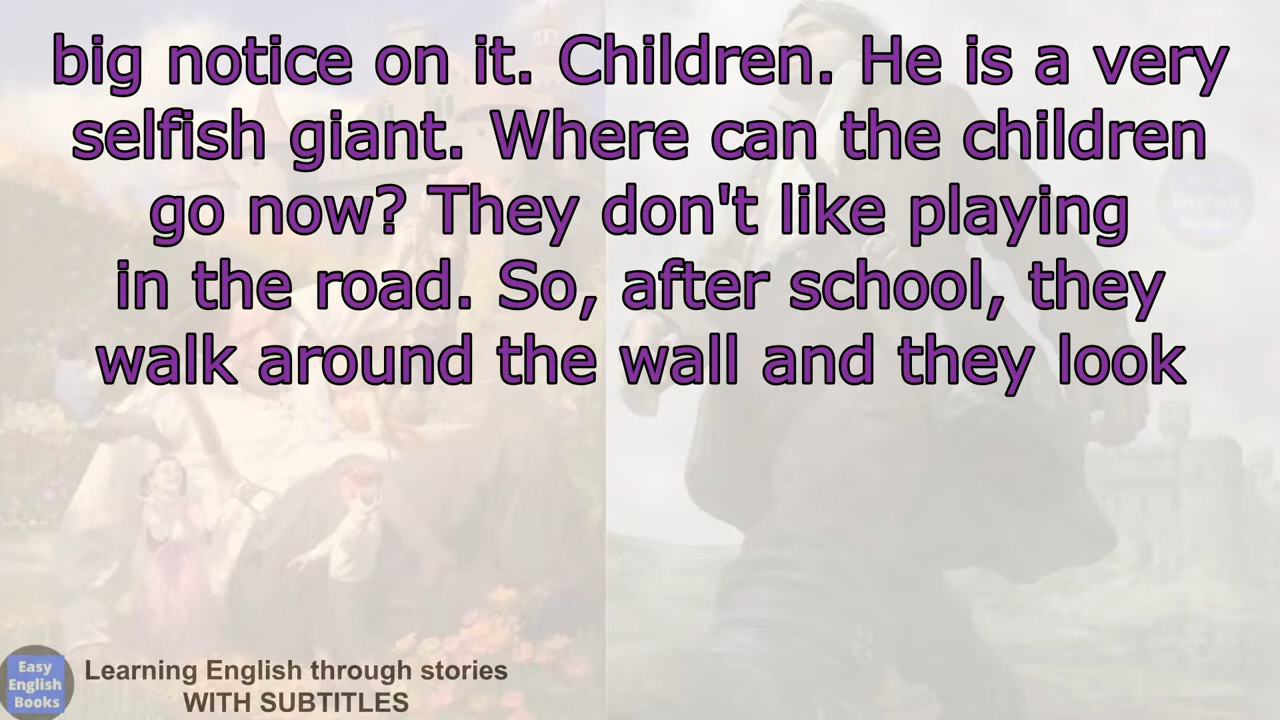 big notice on it. Children. He is a very
selfish giant. Where can the children
go now? They don't like playing
in the road. So, after school, they
walk around the wall and they look
Easy
English
Books
Learning English through stories
WITH SUBTITLES